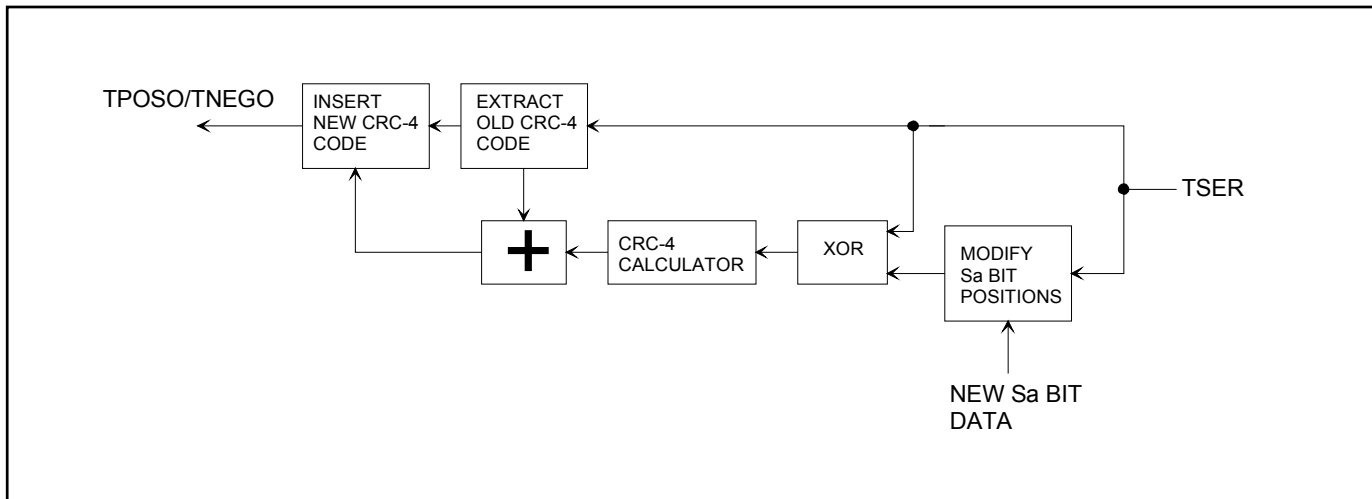 TPOSO/TNEGO
INSERT
NEW CRC-4
CODE
EXTRACT
OLD CRC-4
CODE
TSER
+
CRC-4
CALCULATOR
XOR
MODIFY
Sa BIT
POSITIONS
NEW Sa BIT
DATA